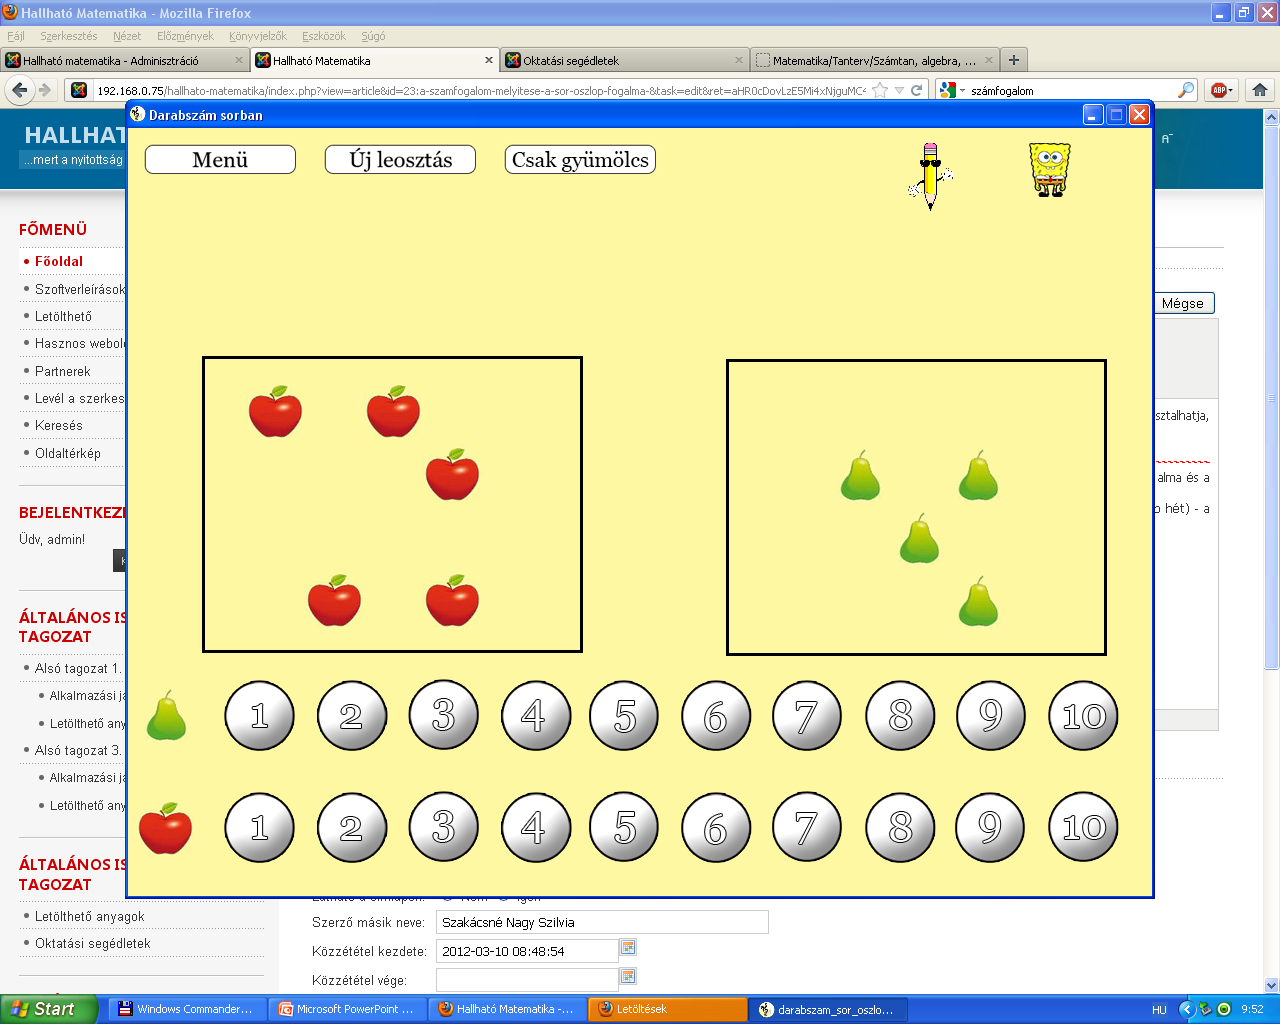 Hallható Matematika - Mozilla Firefox
Fájl Szerkesztés Nézet Előzmények Könyvjelzők Eszközök Súgó
Hallható matematika - Adminisztráció
Hallható Matematika
Oktatási segédletek
Matematika/Tanterv/Számtan, algebra, ...
192.168.0.75/hallhato-matematika/index.php?view=article&id=23:a-szamfogalom-melyitese-a-sor-oszlop-fogalma-&task=edit&ret=
számfogalom
ABP
HALLHAT
...mert a nyitottság
A
Darabszám sorban
Menü
Új leosztás
Csak gyümölcs
FŐMENÜ
Főoldal
Szoftverleírások
Letölthető
Hasznos webol
Partnerek
Levél a szerkes
Keresés
Oldaltérkép
BEJELENTKEZ
Üdv, admin!
K
ÁLTALÁNOS IS
TAGOZAT
Alsó tagozat 1.
Alkalmazási ja
Letölthető any
Alsó tagozat 3.
Alkalmazási ja
Letölthető any
ÁLTALÁNOS IS
TAGOZAT
Letölthető anyagok
Oktatási segédletek
Mégse
sztalhatja,
alma és a
hét) - a
1 2 3 4 5 6 7 8 9 10
1 2 3 4 5 6 7 8 9 10
Szerző másik neve: Szakácsné Nagy Szilvia
Közzététel kezdete: 2012-03-10 08:48:54
Közzététel vége:
Start
Windows Commander...
Microsoft PowerPoint ...
Hallható Matematika -...
Letöltések
darabszam_sor_oszlo...
HU
9:52